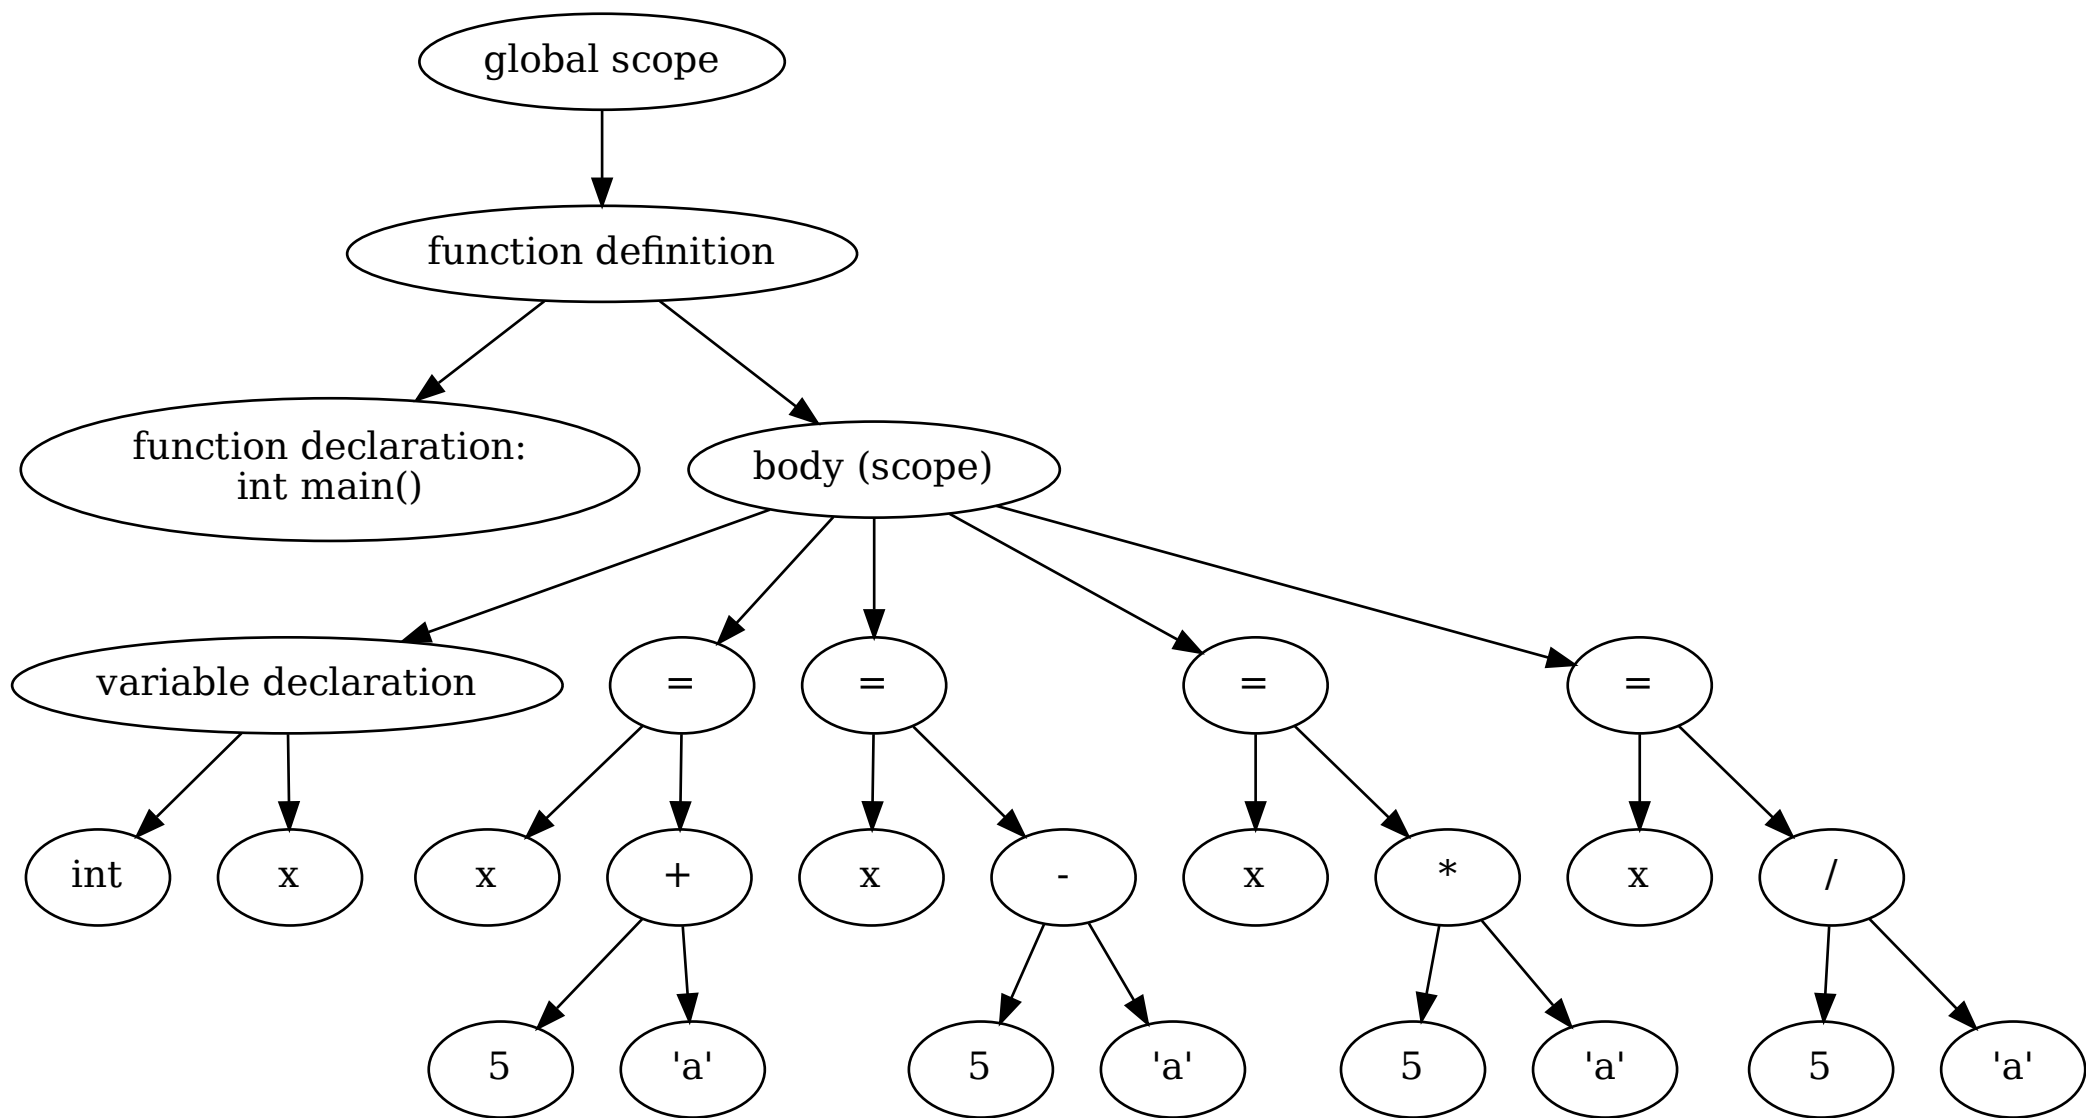 global scope
function definition
function declaration:
int main()
body (scope)
variable declaration
=
=
=
=
int
x
x
+
x
-
x
*
x
/
5
'a'
5
'a'
5
'a'
5
'a'